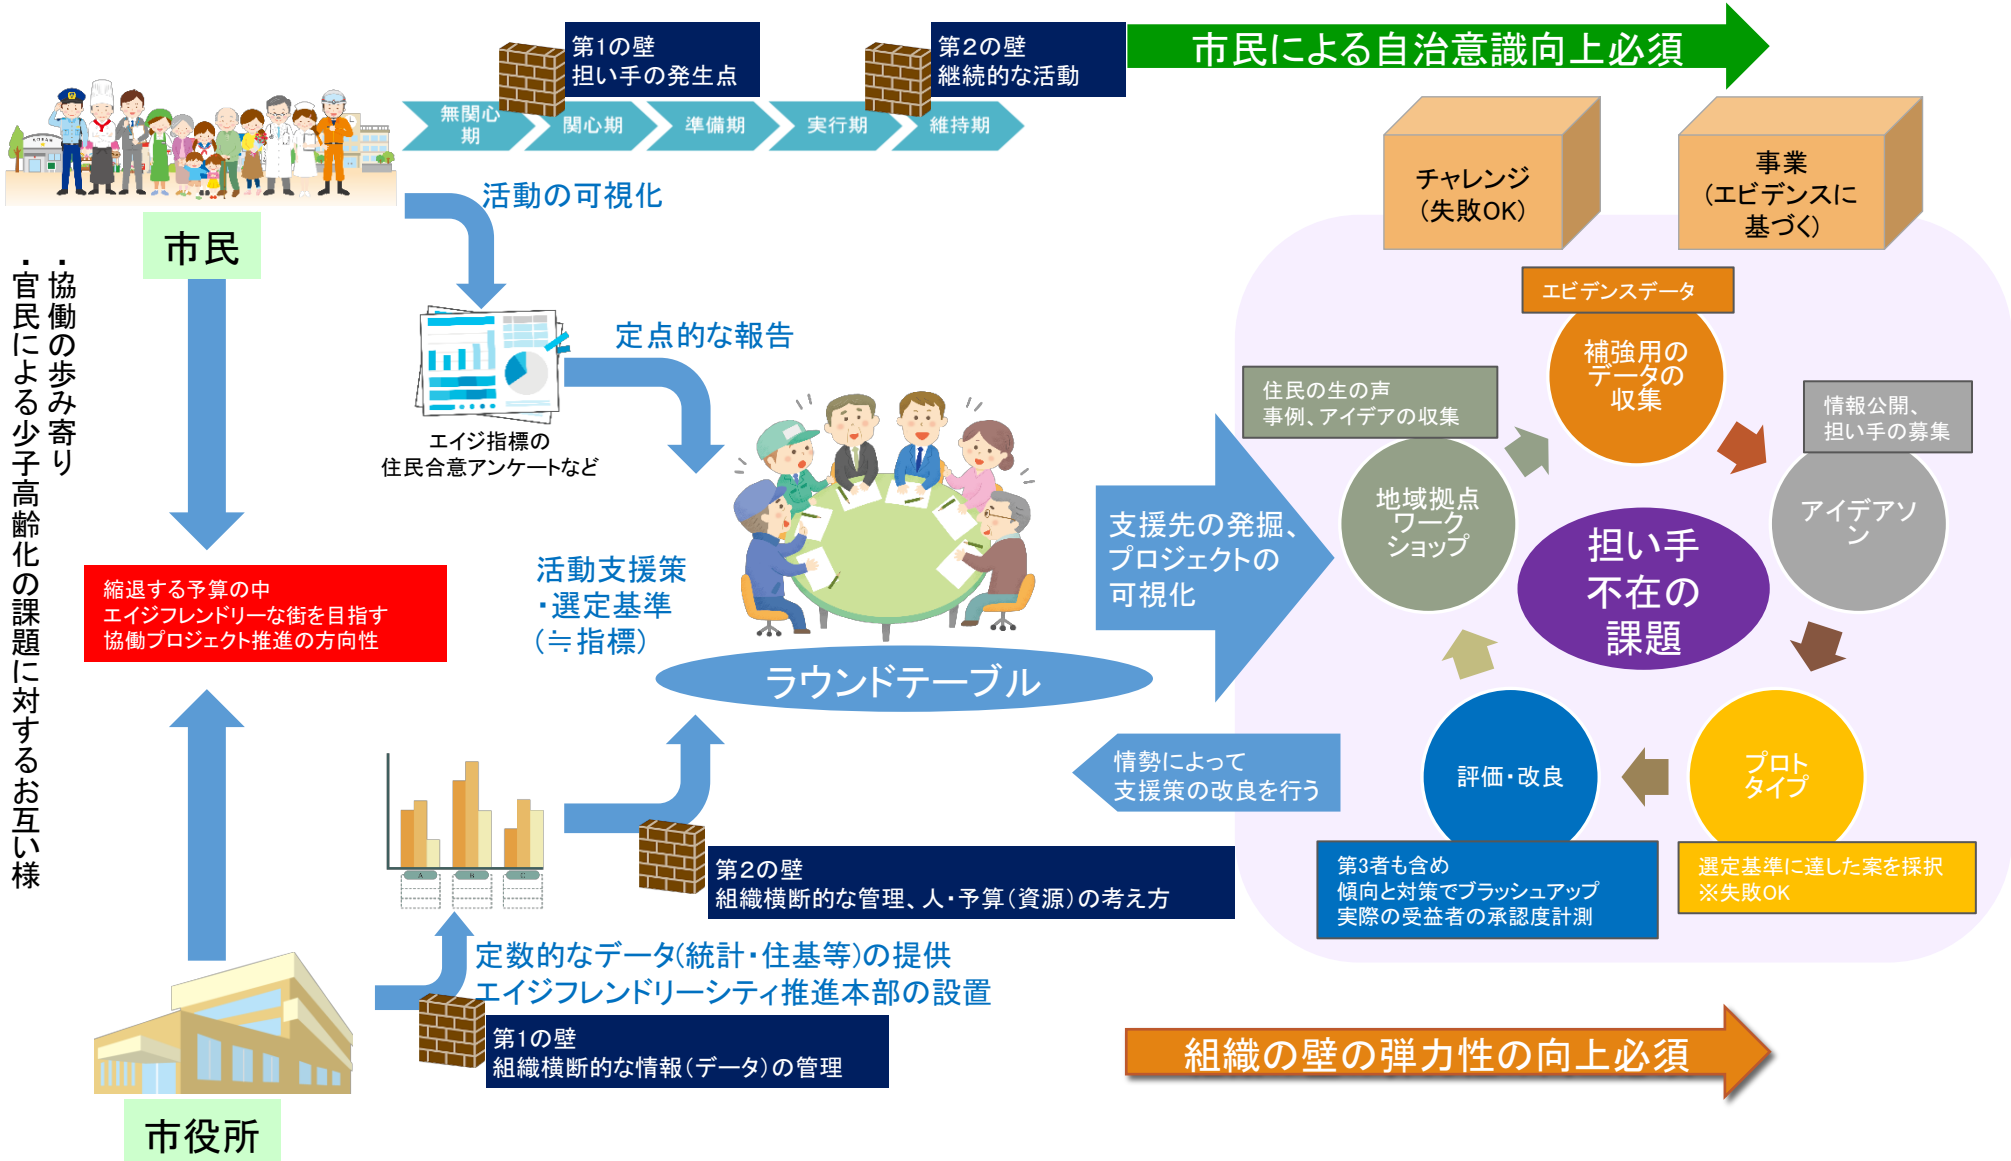 第1の壁
担い手の発生点
第2の壁
継続的な活動
市民による自治意識向上必須
無関心
期
関心期
準備期
実行期
維持期
チャレンジ
(失敗OK)
事業
(エビデンスに
基づく)
活動の可視化
市民
・協働の歩み寄り
・官民による少子高齢化の課題に対するお互い様
定点的な報告
エイジ指標の
住民合意アンケートなど
エビデンスデータ
補強用の
データの
収集
住民の生の声
事例、アイデアの収集
情報公開、
担い手の募集
地域拠点
ワーク
ショップ
アイデアソ
ン
担い手
不在の
課題
支援先の発掘、
プロジェクトの
可視化
活動支援策
・選定基準
(≒指標)
縮退する予算の中
エイジフレンドリーな街を目指す
協働プロジェクト推進の方向性
ラウンドテーブル
情勢によって
支援策の改良を行う
評価・改良
プロト
タイプ
第3者も含め
傾向と対策でブラッシュアップ
実際の受益者の承認度計測
選定基準に達した案を採択
※失敗OK
A
B
C
第2の壁
組織横断的な管理、人・予算(資源)の考え方
定数的なデータ(統計・住基等)の提供
エイジフレンドリーシティ推進本部の設置
第1の壁
組織横断的な情報(データ)の管理
組織の壁の弾力性の向上必須
市役所